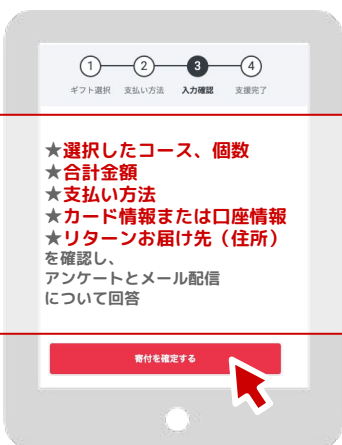 1 2 3 4
ギフト選択 支払い方法 入力確認 支援完了
★選択したコース、個数
★合計金額
★支払い方法
★カード情報または口座情報
★リターンお届け先（住所）
を確認し、
アンケートとメール配信
について回答
寄付を確定する